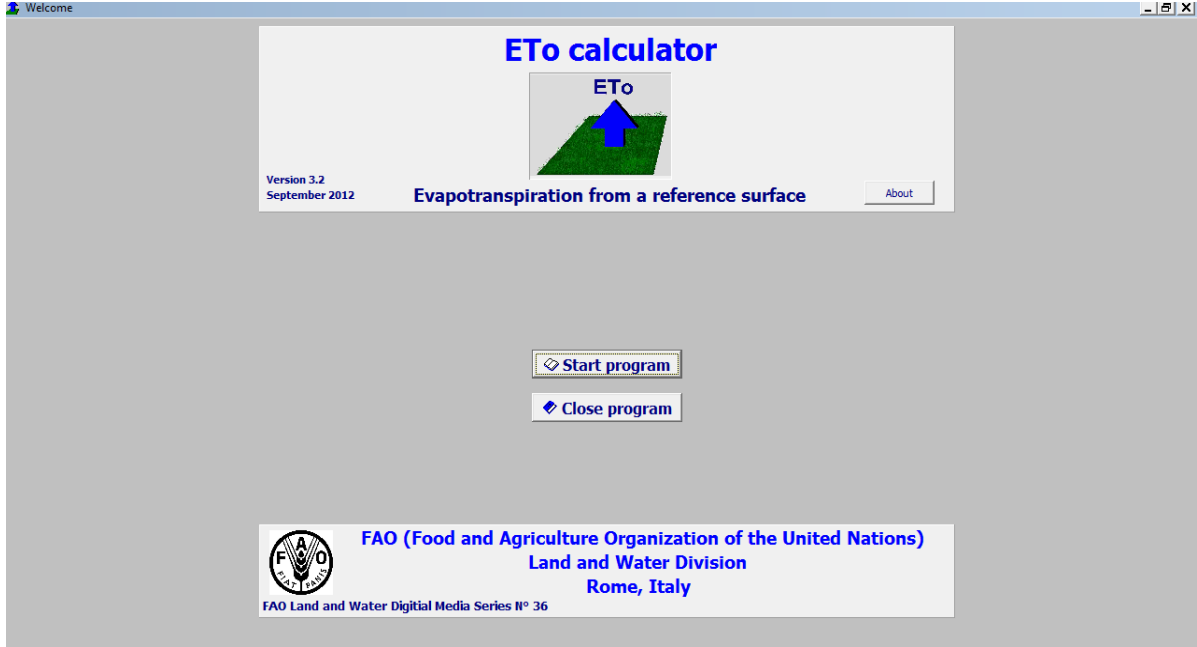 Welcome
ETo calculator
ETo
Version 3.2
September 2012
Evapotranspiration from a reference surface
About
Start program
Close program
FAO (Food and Agriculture Organization of the United Nations)
Land and Water Division
Rome, Italy
F A O
FIAT PANIS
FAO Land and Water Digitial Media Series N° 36